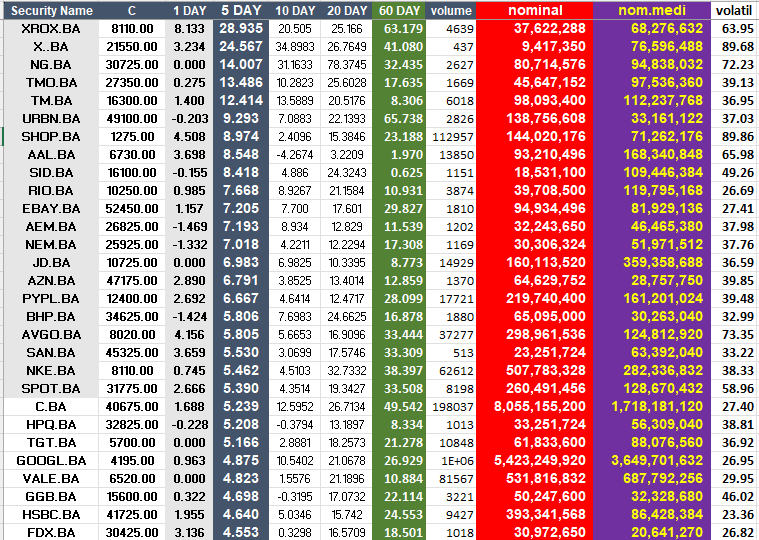 Security Name C 1 DAY 5 DAY 10 DAY 20 DAY 60 DAY volume nominal nom.medi volatil
XROX.BA 8110.00 8.133 28.935 20.505 25.166 63.179 4639 37,622,288 68,276,632 63.95
X..BA 21550.00 3.234 24.567 34.8983 26.7649 41.080 437 9,417,350 76,596,488 89.68
NG.BA 30725.00 0.000 14.007 31.1633 78.3745 32.435 2627 80,714,576 94,838,032 72.23
TMO.BA 27350.00 0.275 13.486 10.2823 25.6028 17.635 1669 45,647,152 97,536,360 39.13
TM.BA 16300.00 1.400 12.414 13.5889 20.5176 8.306 6018 98,093,400 112,237,768 36.95
URBN.BA 49100.00 -0.203 9.293 7.0883 22.1393 65.738 2826 138,756,608 33,161,122 37.03
SHOP.BA 1275.00 4.508 8.974 2.4096 15.3846 23.188 112957 144,020,176 71,262,176 89.86
AAL.BA 6730.00 3.698 8.548 -4.2674 3.2209 1.970 13850 93,210,496 168,340,848 65.98
SID.BA 16100.00 -0.155 8.418 4.886 24.3243 0.625 1151 18,531,100 109,446,384 49.26
RIO.BA 10250.00 0.985 7.668 8.9267 21.1584 10.931 3874 39,708,500 119,795,168 26.69
EBAY.BA 52450.00 1.157 7.205 7.700 17.601 29.827 1810 94,934,496 81,929,136 27.41
AEM.BA 26825.00 -1.469 7.193 8.934 12.829 11.539 1202 32,243,650 46,465,380 37.98
NEM.BA 25925.00 -1.332 7.018 4.2211 12.2294 17.308 1169 30,306,324 51,971,512 37.76
JD.BA 10725.00 0.000 6.983 6.9825 10.3395 8.773 14929 160,113,520 359,358,688 36.59
AZN.BA 47175.00 2.890 6.791 3.8525 13.4014 12.859 1370 64,629,752 28,757,750 39.85
PYPL.BA 12400.00 2.692 6.667 4.6414 12.4717 28.099 17721 219,740,400 161,201,024 39.48
BHP.BA 34625.00 -1.424 5.806 7.6983 24.6625 16.878 1880 65,095,000 30,263,040 32.99
AVGO.BA 8020.00 4.156 5.805 5.6653 16.9096 33.444 37277 298,961,536 124,812,920 73.35
SAN.BA 45325.00 3.659 5.530 3.0699 17.5746 33.309 513 23,251,724 63,392,040 33.22
NKE.BA 8110.00 0.745 5.462 4.5103 32.7332 38.397 62612 507,783,328 282,336,832 38.33
SPOT.BA 31775.00 2.666 5.390 4.3514 19.3427 33.508 8198 260,491,456 128,670,432 58.96
C.BA 40675.00 1.688 5.239 12.5952 26.7134 49.542 198037 8,055,155,200 1,718,181,120 27.40
HPQ.BA 32825.00 -0.228 5.208 -0.3794 13.1897 8.334 1013 33,251,724 56,309,040 38.81
TGT.BA 5700.00 0.000 5.166 2.8881 18.2573 21.278 10848 61,833,600 88,076,560 36.92
GOOGL.BA 4195.00 0.963 4.875 10.5402 21.0678 26.929 1E+06 5,423,249,920 3,649,701,632 26.95
VALE.BA 6520.00 0.000 4.823 1.5576 21.1896 10.884 81567 531,816,832 687,792,256 29.95
GGB.BA 15600.00 0.322 4.698 -0.3195 17.0732 22.114 3221 50,247,600 32,328,680 46.02
HSBC.BA 41725.00 1.955 4.640 5.0346 15.742 24.553 9427 393,341,568 86,428,384 23.36
FDX.BA 30425.00 3.136 4.553 0.3298 16.5709 18.501 1018 30,972,650 20,641,270 26.82